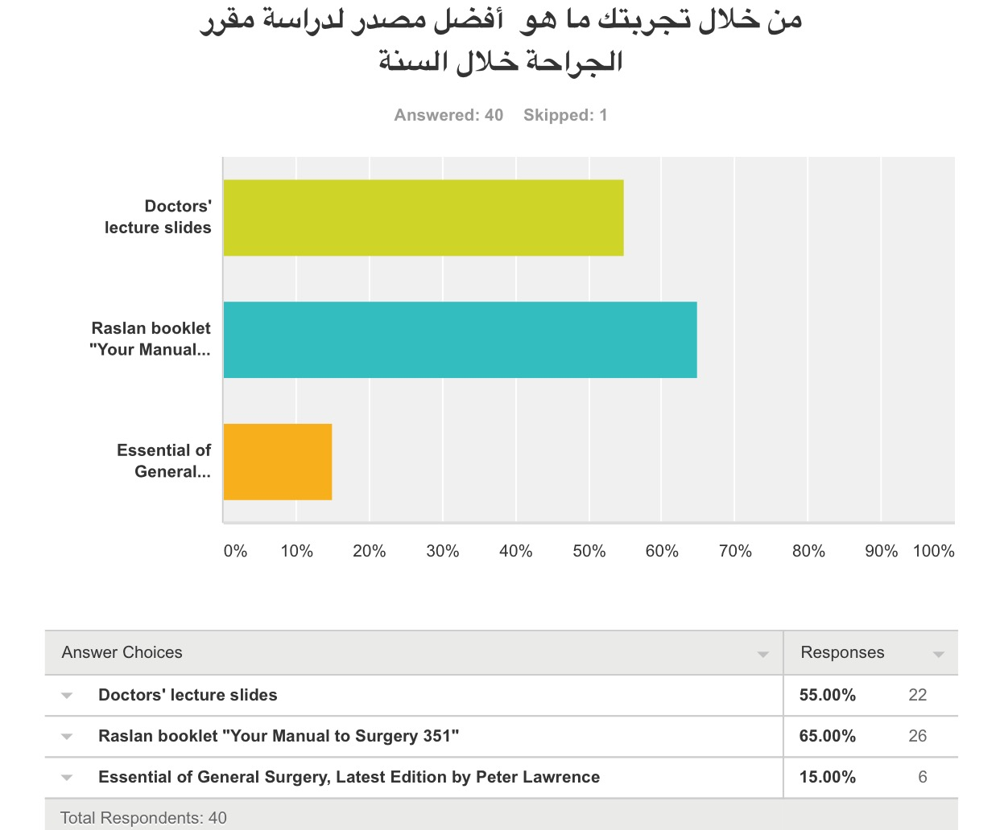 من خلال تجربتك ما هو أفضل مصدر لدراسة مقرر
الجراحة خلال السنة
Answered: 40 Skipped: 1
Doctors'
lecture slides
Raslan booklet
"Your Manual...
Essential of
General...
0% 10% 20% 30% 40% 50% 60% 70% 80% 90% 100%
Answer Choices Responses
Doctors' lecture slides 55.00% 22
Raslan booklet "Your Manual to Surgery 351" 65.00% 26
Essential of General Surgery, Latest Edition by Peter Lawrence 15.00% 6
Total Respondents: 40